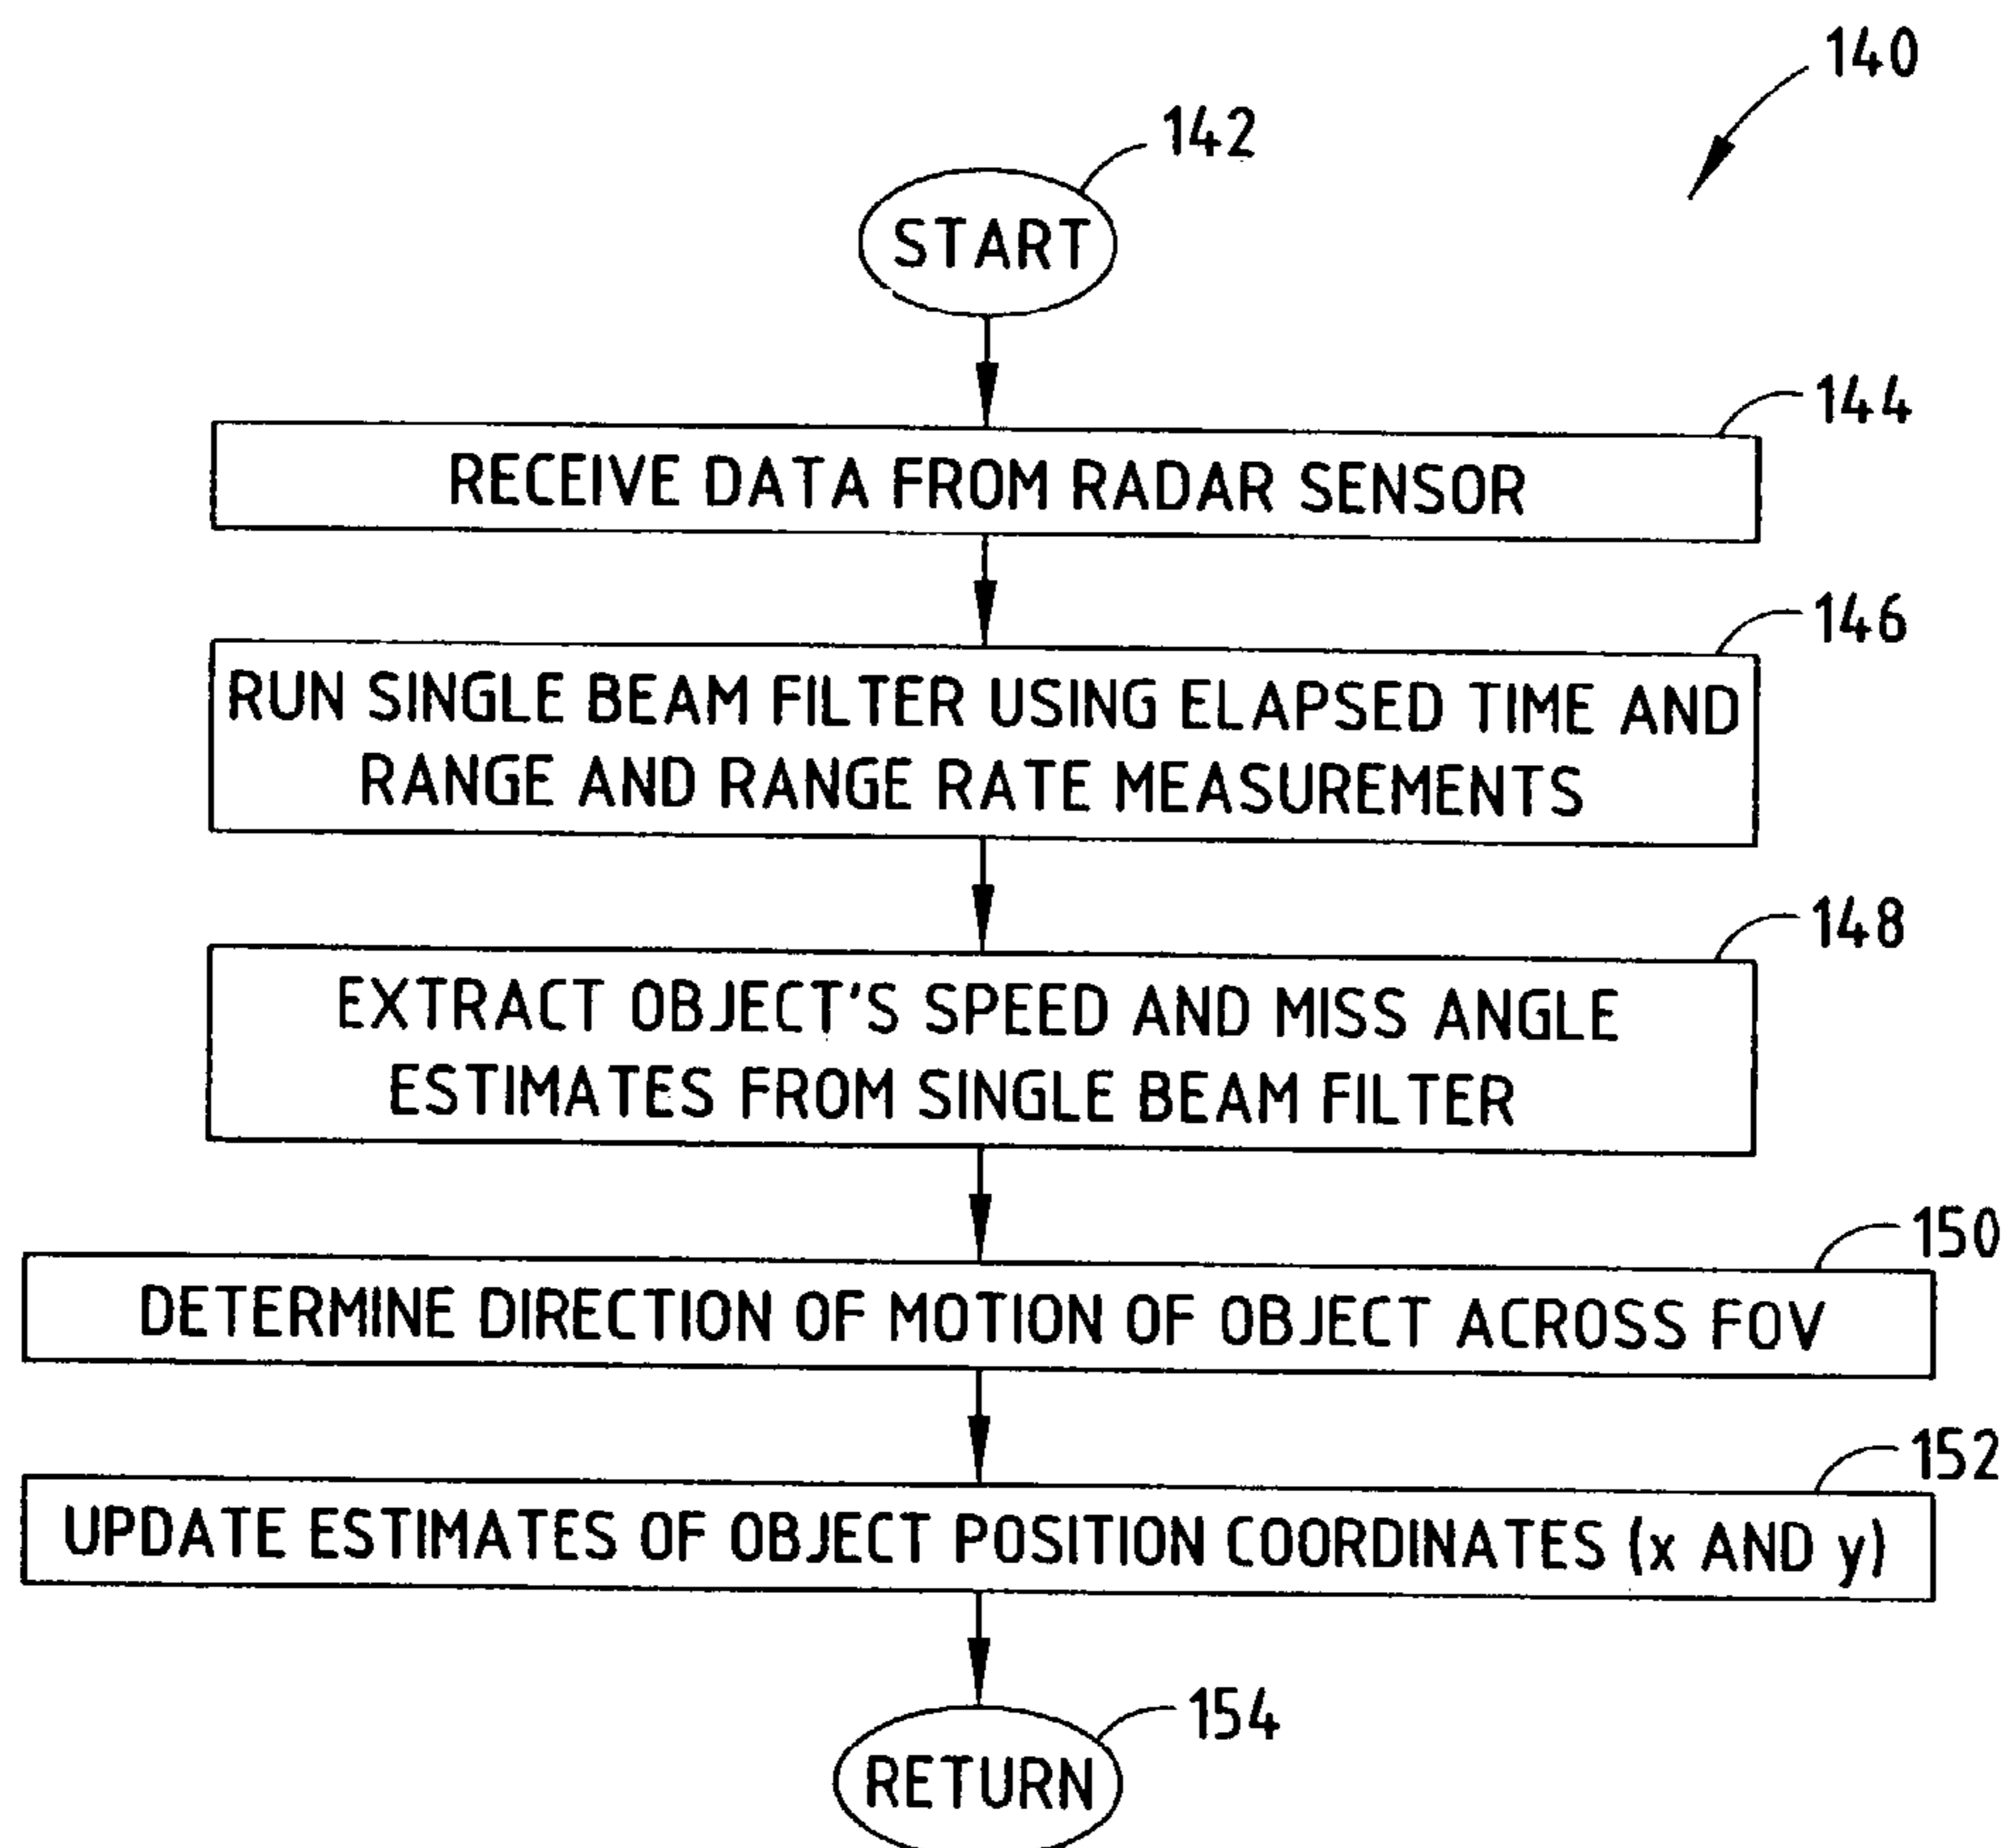 140
142
START
144
RECEIVE DATA FROM RADAR SENSOR
146
RUN SINGLE BEAM FILTER USING ELAPSED TIME AND
RANGE AND RANGE RATE MEASUREMENTS
148
EXTRACT OBJECT'S SPEED AND MISS ANGLE
ESTIMATES FROM SINGLE BEAM FILTER
150
DETERMINE DIRECTION OF MOTION OF OBJECT ACROSS FOV
152
UPDATE ESTIMATES OF OBJECT POSITION COORDINATES (x AND y)
154
RETURN